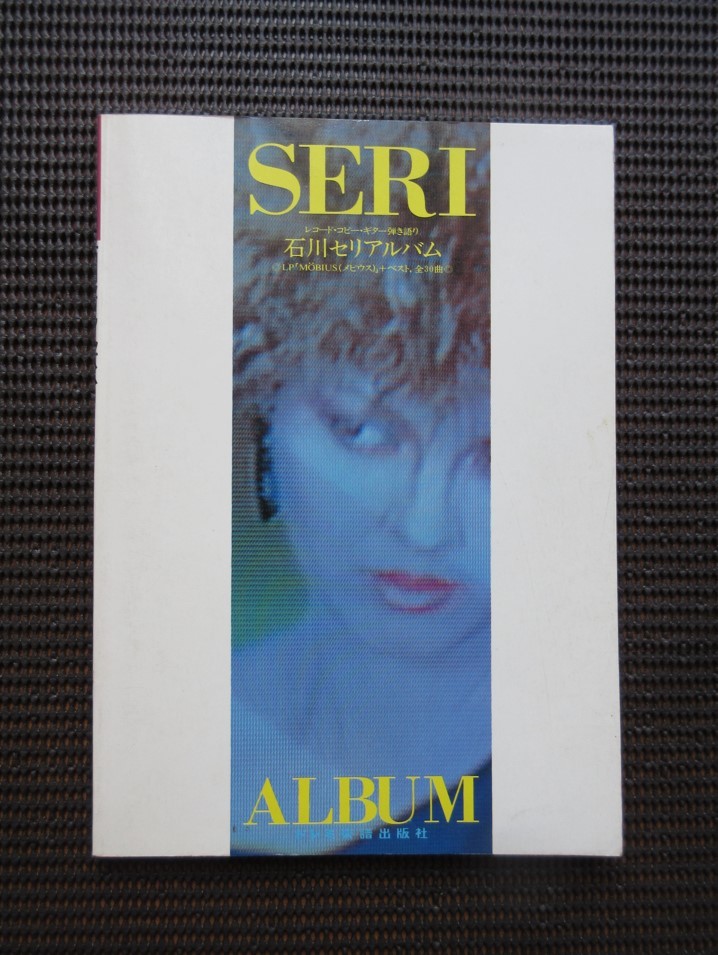 SERI
レコード・コピー・ギター弾き語り
石川セリアルバム
◎LP「MÖBIUS(メビウス)」+ベスト, 全30曲◎
ALBUM
譜出版社